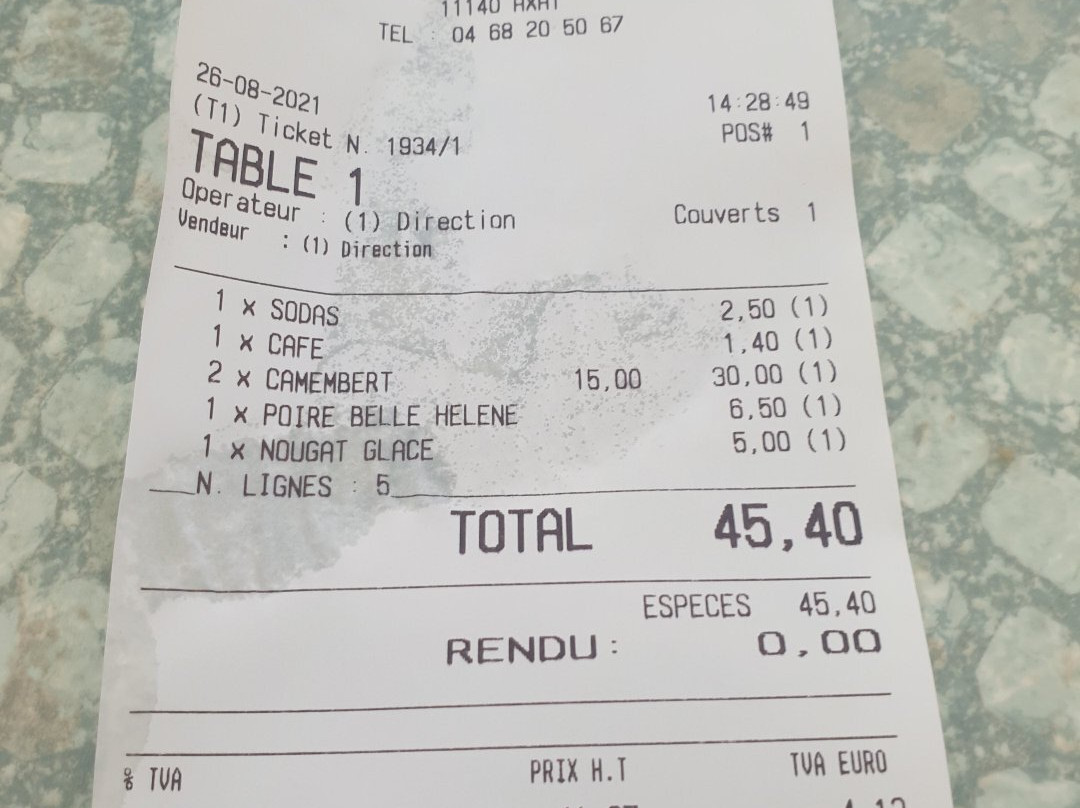 11140 AXAT
TEL : 04 68 20 50 67
26-08-2021 14:28:49
(T1) Ticket N. 1934/1 POS# 1
TABLE 1
Operateur : (1) Direction Couverts 1
Vendeur : (1) Direction
1 x SODAS 2,50 (1)
1 x CAFE 1,40 (1)
2 x CAMEMBERT 15,00 30,00 (1)
1 x POIRE BELLE HELENE 6,50 (1)
1 x NOUGAT GLACE 5,00 (1)
N. LIGNES : 5
TOTAL 45,40
ESPECES 45,40
RENDU : 0,00
% TVA PRIX H.T TVA EURO